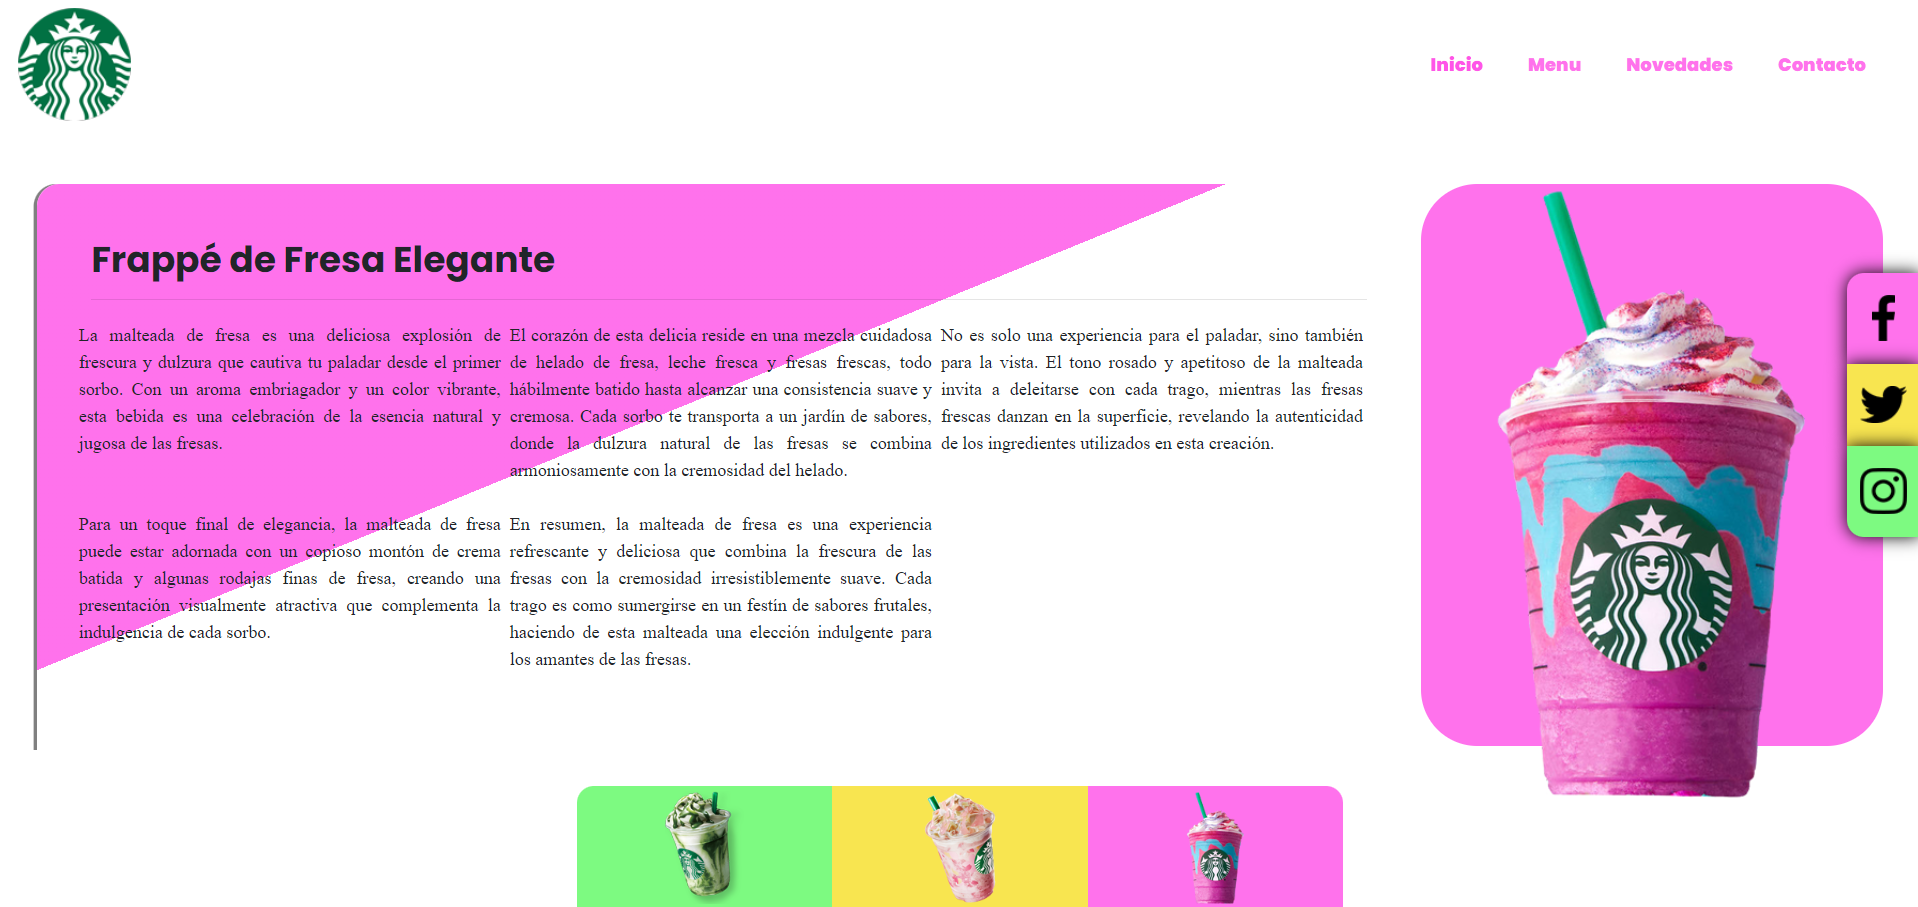 Inicio Menu Novedades Contacto
Frappé de Fresa Elegante
La malteada de fresa es una deliciosa explosión de
frescura y dulzura que cautiva tu paladar desde el primer
sorbo. Con un aroma embriagador y un color vibrante,
esta bebida es una celebración de la esencia natural y
jugosa de las fresas.
El corazón de esta delicia reside en una mezcla cuidadosa
de helado de fresa, leche fresca y fresas frescas, todo
hábilmente batido hasta alcanzar una consistencia suave y
cremosa. Cada sorbo te transporta a un jardín de sabores,
donde la dulzura natural de las fresas se combina
armoniosamente con la cremosidad del helado.
No es solo una experiencia para el paladar, sino también
para la vista. El tono rosado y apetitoso de la malteada
invita a deleitarse con cada trago, mientras las fresas
frescas danzan en la superficie, revelando la autenticidad
de los ingredientes utilizados en esta creación.
Para un toque final de elegancia, la malteada de fresa
puede estar adornada con un copioso montón de crema
batida y algunas rodajas finas de fresa, creando una
presentación visualmente atractiva que complementa la
indulgencia de cada sorbo.
En resumen, la malteada de fresa es una experiencia
refrescante y deliciosa que combina la frescura de las
fresas con la cremosidad irresistiblemente suave. Cada
trago es como sumergirse en un festín de sabores frutales,
haciendo de esta malteada una elección indulgente para
los amantes de las fresas.